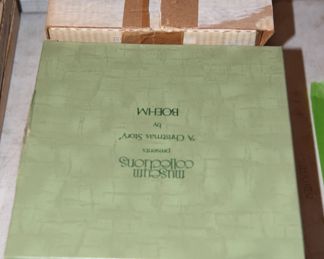 museum
collections
presents
"A Christmas Story"
by
BOEHM